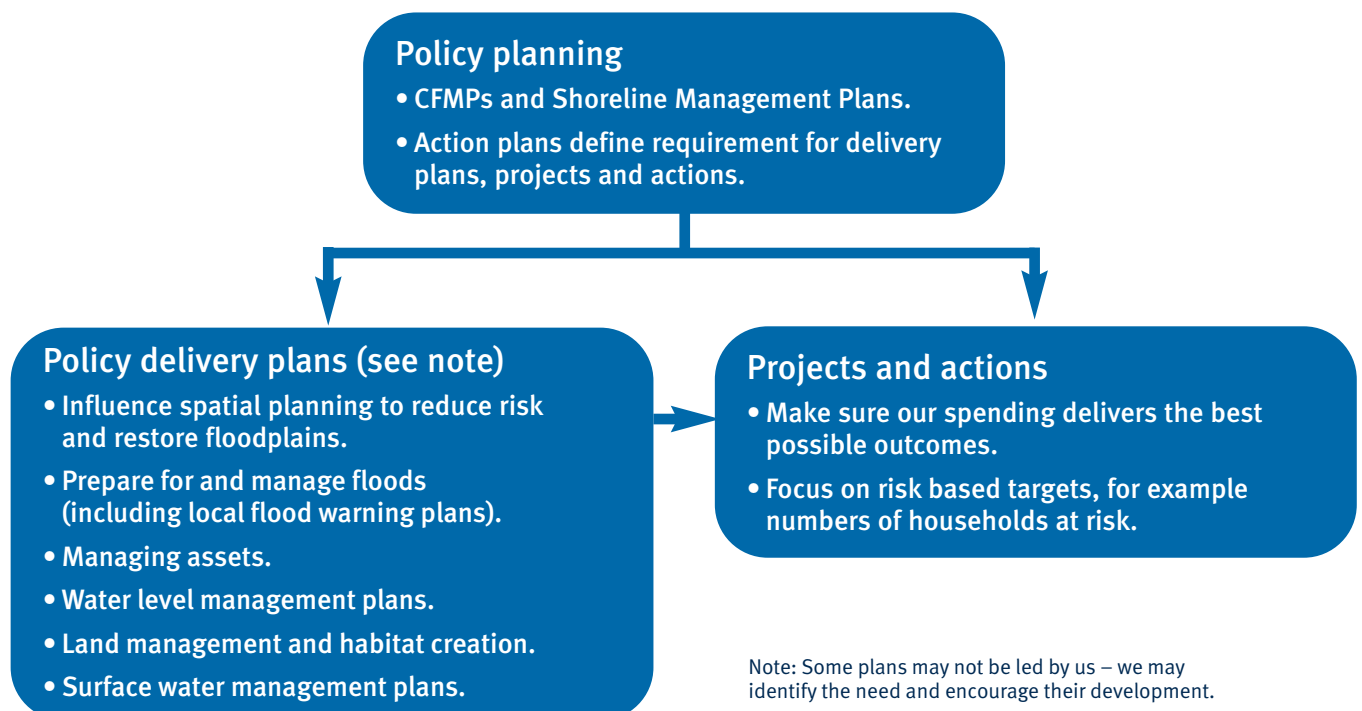 Policy planning
• CFMPs and Shoreline Management Plans.
• Action plans define requirement for delivery
plans, projects and actions.
Policy delivery plans (see note)
• Influence spatial planning to reduce risk
and restore floodplains.
• Prepare for and manage floods
(including local flood warning plans).
• Managing assets.
• Water level management plans.
• Land management and habitat creation.
• Surface water management plans.
Projects and actions
• Make sure our spending delivers the best
possible outcomes.
• Focus on risk based targets, for example
numbers of households at risk.
Note: Some plans may not be led by us – we may
identify the need and encourage their development.